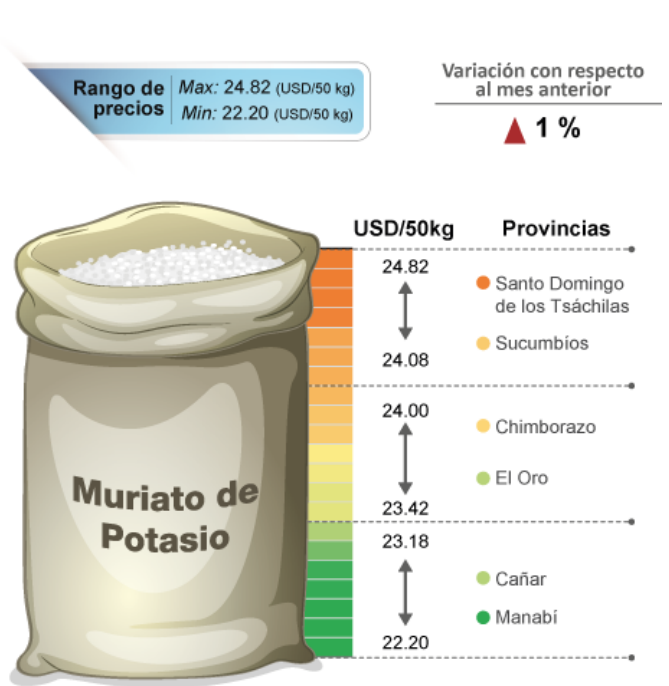 Rango de precios
Max: 24.82 (USD/50 kg)
Min: 22.20 (USD/50 kg)
Variación con respecto
al mes anterior
1 %
USD/50kg Provincias
24.82
Santo Domingo
de los Tsáchilas
Sucumbíos
24.08
24.00
Chimborazo
El Oro
23.42
23.18
Cañar
Manabí
22.20
Muriato de
Potasio